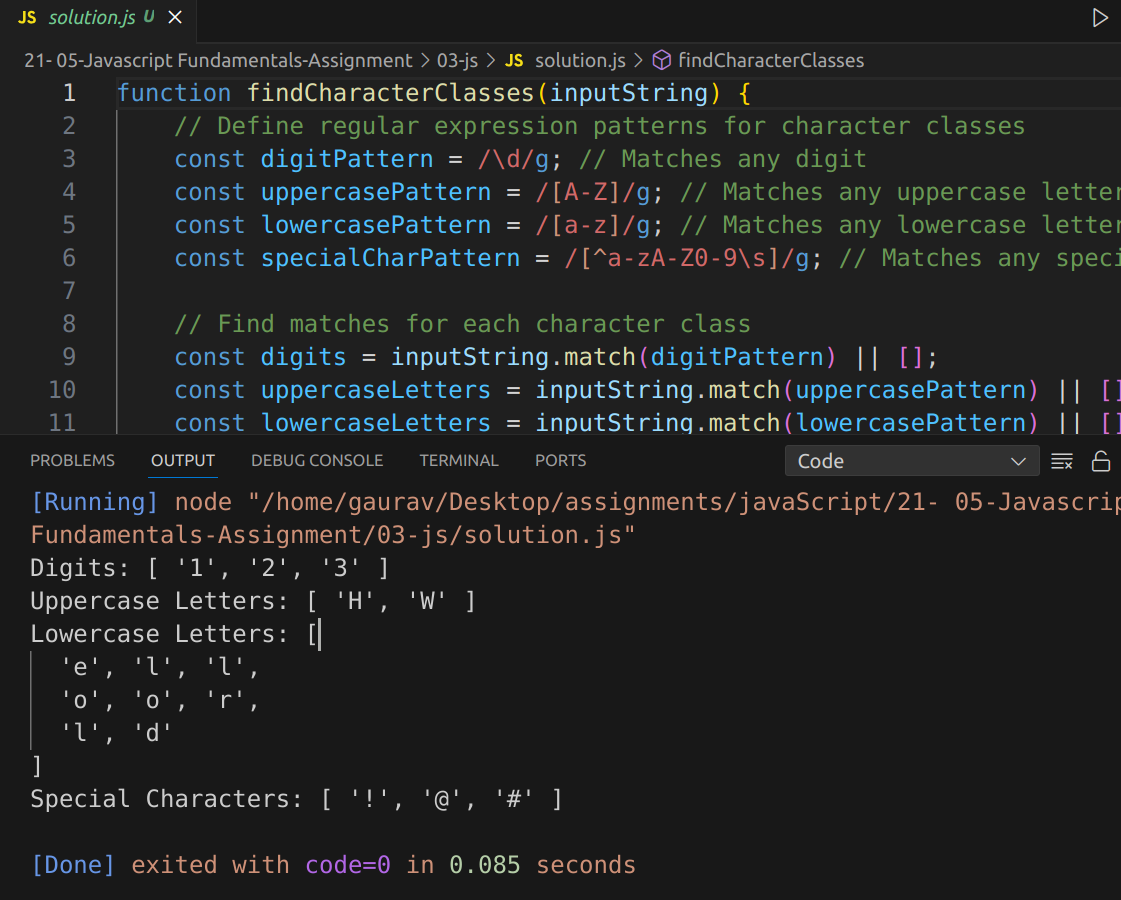 JS solution.js U ×
21- 05-Javascript Fundamentals-Assignment > 03-js > JS solution.js > findCharacterClasses
1 function findCharacterClasses(inputString) {
2 // Define regular expression patterns for character classes
3 const digitPattern = /\d/g; // Matches any digit
4 const uppercasePattern = /[A-Z]/g; // Matches any uppercase letter
5 const lowercasePattern = /[a-z]/g; // Matches any lowercase letter
6 const specialCharPattern = /[^a-zA-Z0-9\s]/g; // Matches any speci
7
8 // Find matches for each character class
9 const digits = inputString.match(digitPattern) || [];
10 const uppercaseLetters = inputString.match(uppercasePattern) || []
11 const lowercaseLetters = inputString.match(lowercasePattern) || []
PROBLEMS OUTPUT DEBUG CONSOLE TERMINAL PORTS Code
[Running] node "/home/gaurav/Desktop/assignments/javaScript/21- 05-Javascrip
Fundamentals-Assignment/03-js/solution.js"
Digits: [ '1', '2', '3' ]
Uppercase Letters: [ 'H', 'W' ]
Lowercase Letters: [
'e', 'l', 'l',
'o', 'o', 'r',
'l', 'd'
]
Special Characters: [ '!', '@', '#' ]
[Done] exited with code=0 in 0.085 seconds